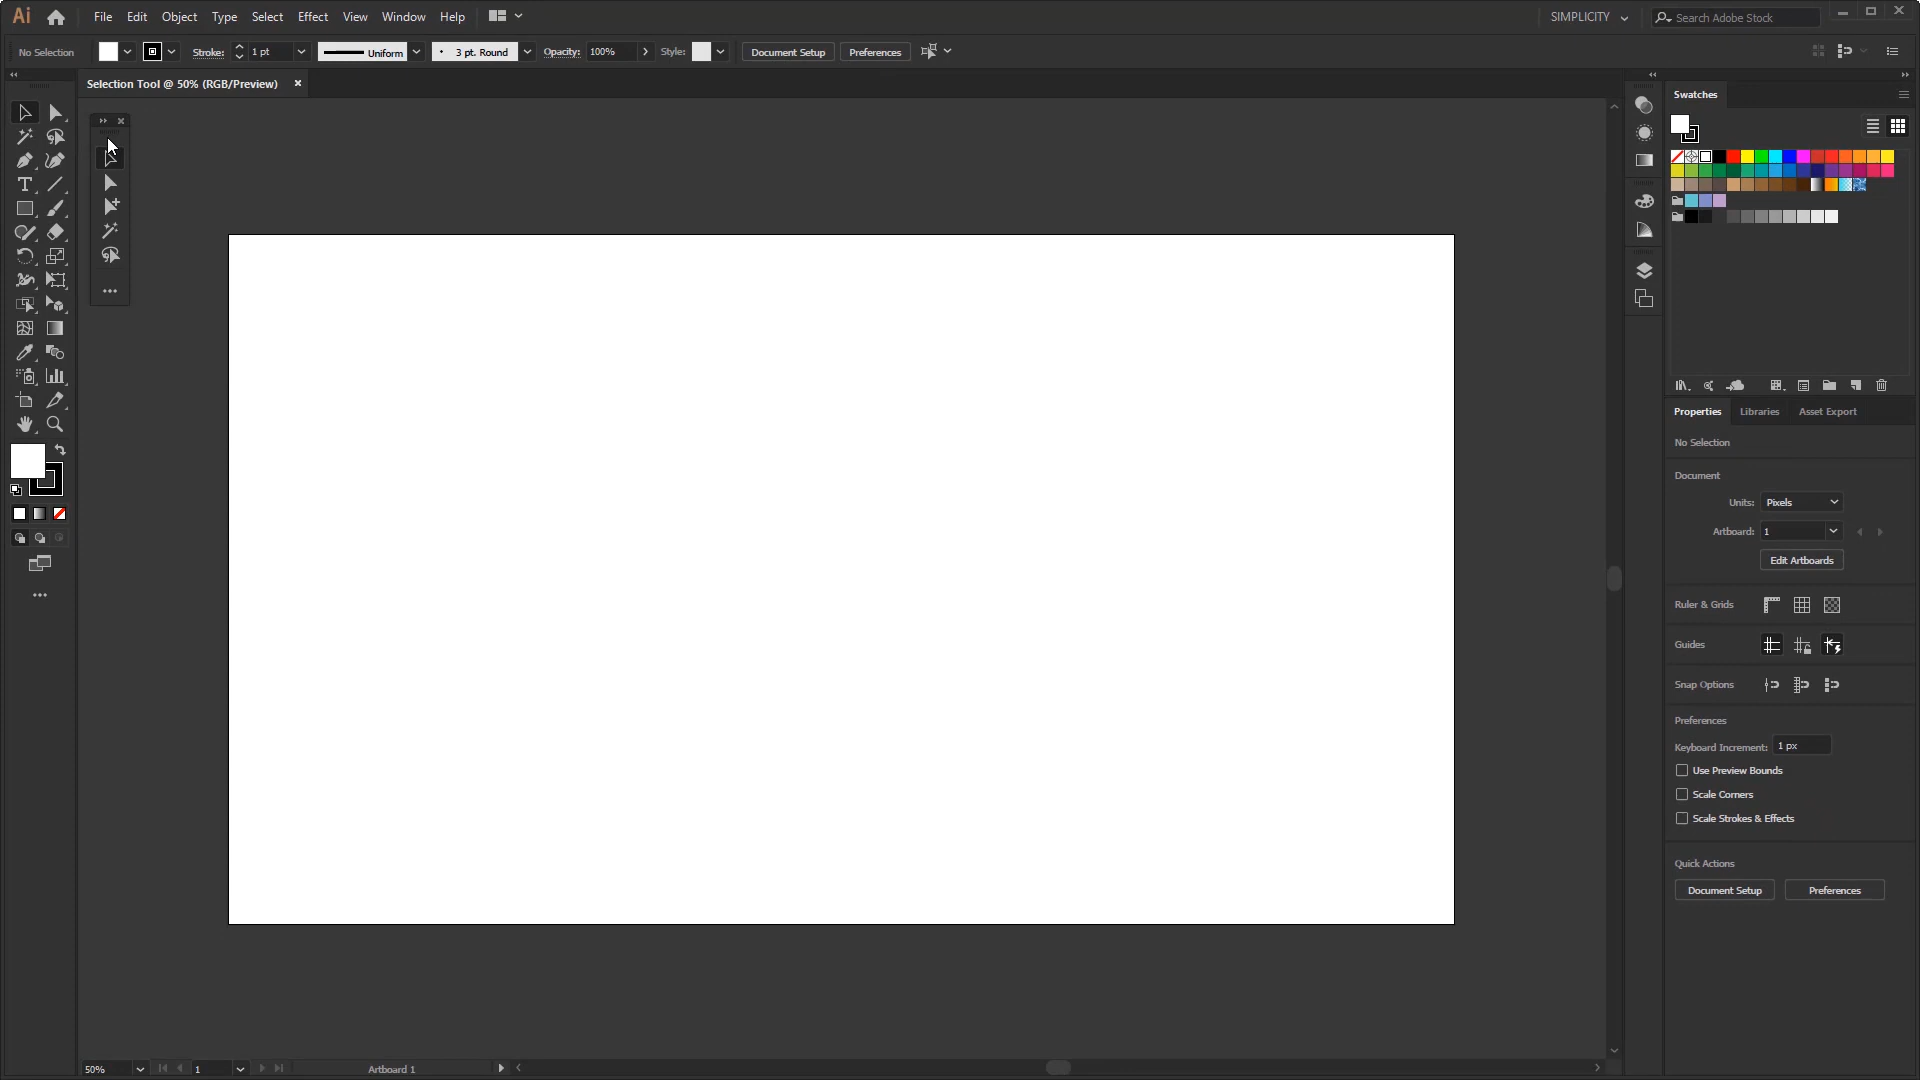 Ai File Edit Object Type Select Effect View Window Help SIMPLICITY Search Adobe Stock
No Selection Stroke: 1 pt Uniform 3 pt. Round Opacity: 100% Style: Document Setup Preferences
Selection Tool @ 50% (RGB/Preview)
Swatches
Properties Libraries Asset Export
No Selection
Document
Units: Pixels
Artboard: 1
Edit Artboards
Ruler & Grids
Guides
Snap Options
Preferences
Keyboard Increment: 1 px
Use Preview Bounds
Scale Corners
Scale Strokes & Effects
Quick Actions
Document Setup Preferences
50% 1 Artboard 1